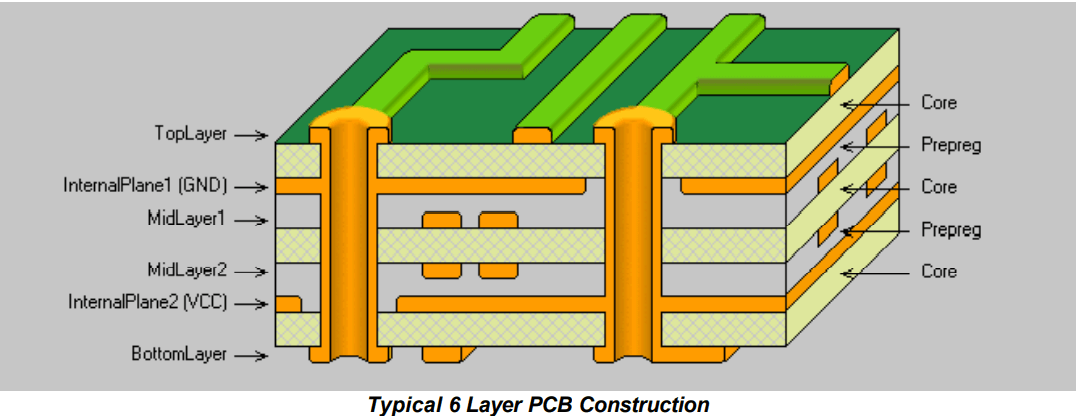 TopLayer
InternalPlane1 (GND)
MidLayer1
MidLayer2
InternalPlane2 (VCC)
BottomLayer
Core
Prepreg
Core
Prepreg
Core
Typical 6 Layer PCB Construction